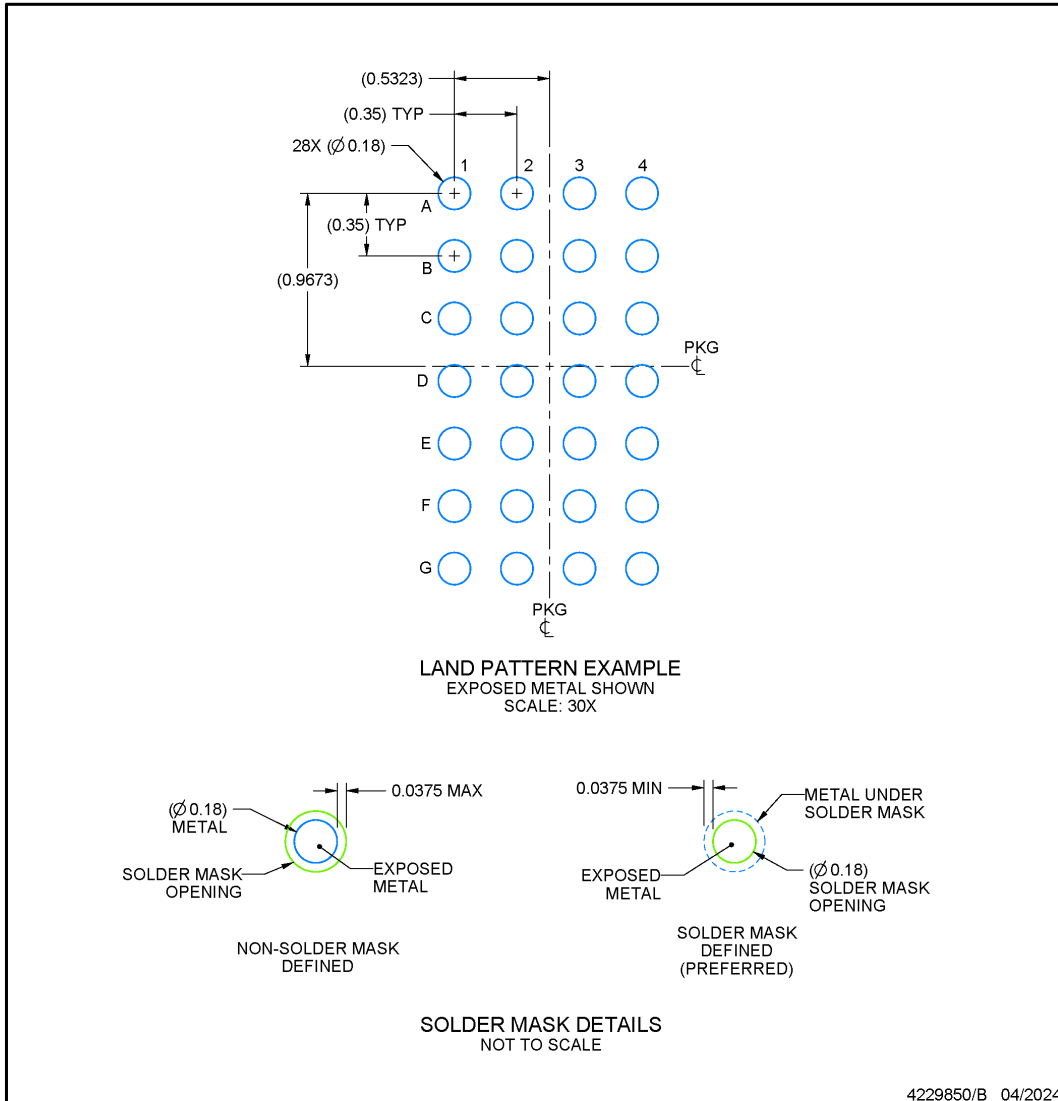 (0.5323)
(0.35) TYP
28X (Ø 0.18)
1
2
3
4
A
(0.35) TYP
B
(0.9673)
C
PKG
℄
D
E
F
G
PKG
℄
LAND PATTERN EXAMPLE
EXPOSED METAL SHOWN
SCALE: 30X
(Ø 0.18)
METAL
0.0375 MAX
SOLDER MASK
OPENING
EXPOSED
METAL
NON-SOLDER MASK
DEFINED
0.0375 MIN
METAL UNDER
SOLDER MASK
EXPOSED
METAL
(Ø 0.18)
SOLDER MASK
OPENING
SOLDER MASK
DEFINED
(PREFERRED)
SOLDER MASK DETAILS
NOT TO SCALE
4229850/B 04/2024